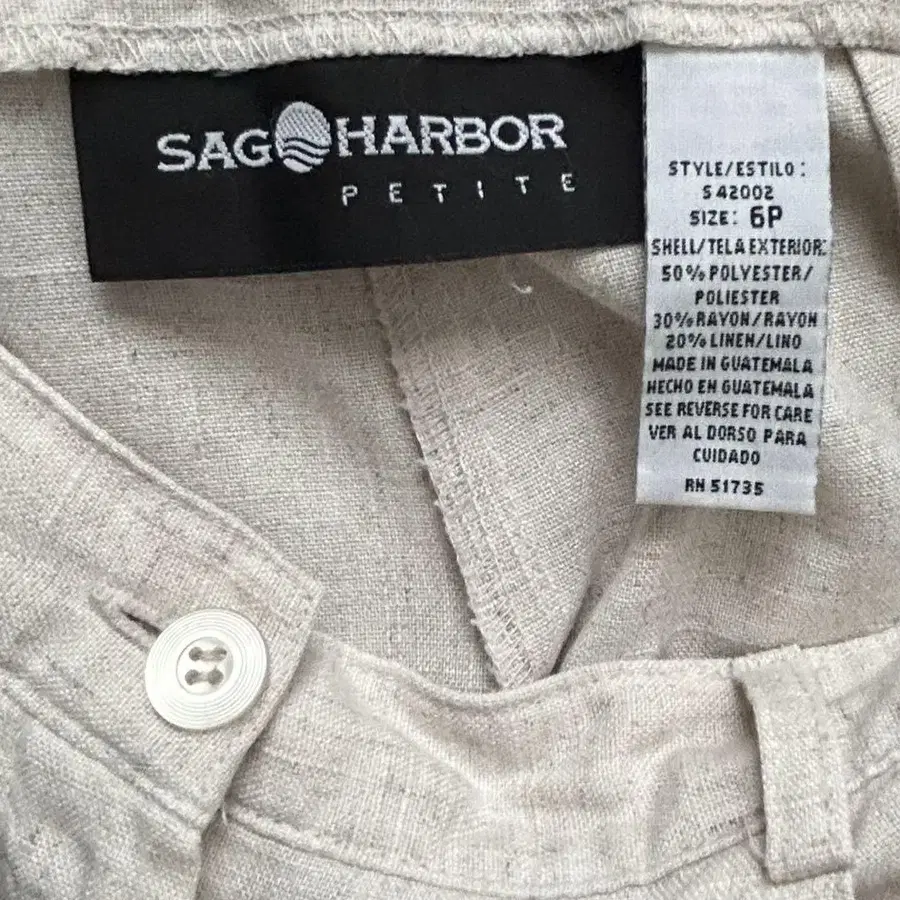 SAG HARBOR
PETITE
STYLE/ESTILO:
S42002
SIZE: 6P
SHELL/TELA EXTERIOR:
50% POLYESTER/
POLIESTER
30% RAYON/RAYON
20% LINEN/LINO
MADE IN GUATEMALA
HECHO EN GUATEMALA
SEE REVERSE FOR CARE
VER AL DORSO PARA
CUIDADO
RN 51735